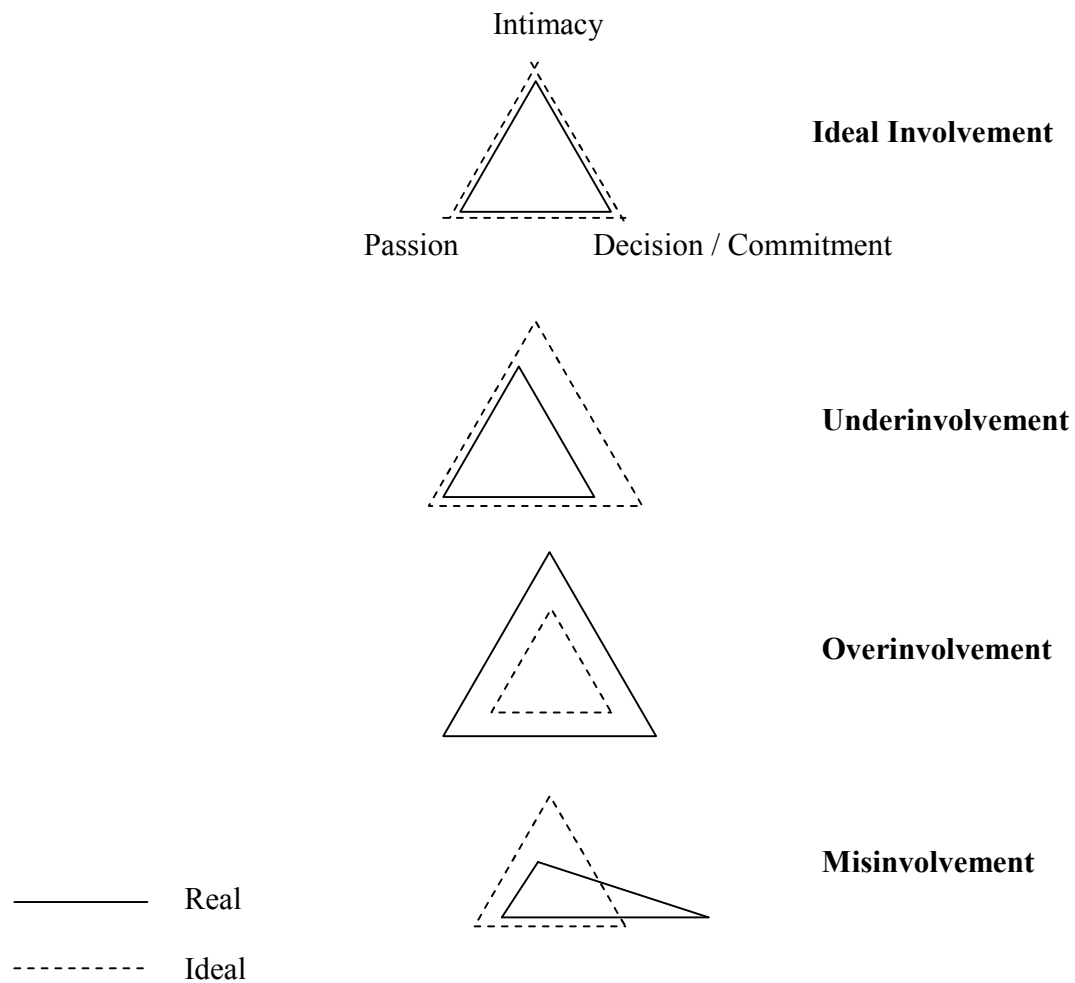 Intimacy
Ideal Involvement
Passion
Decision / Commitment
Underinvolvement
Overinvolvement
Misinvolvement
Real
Ideal